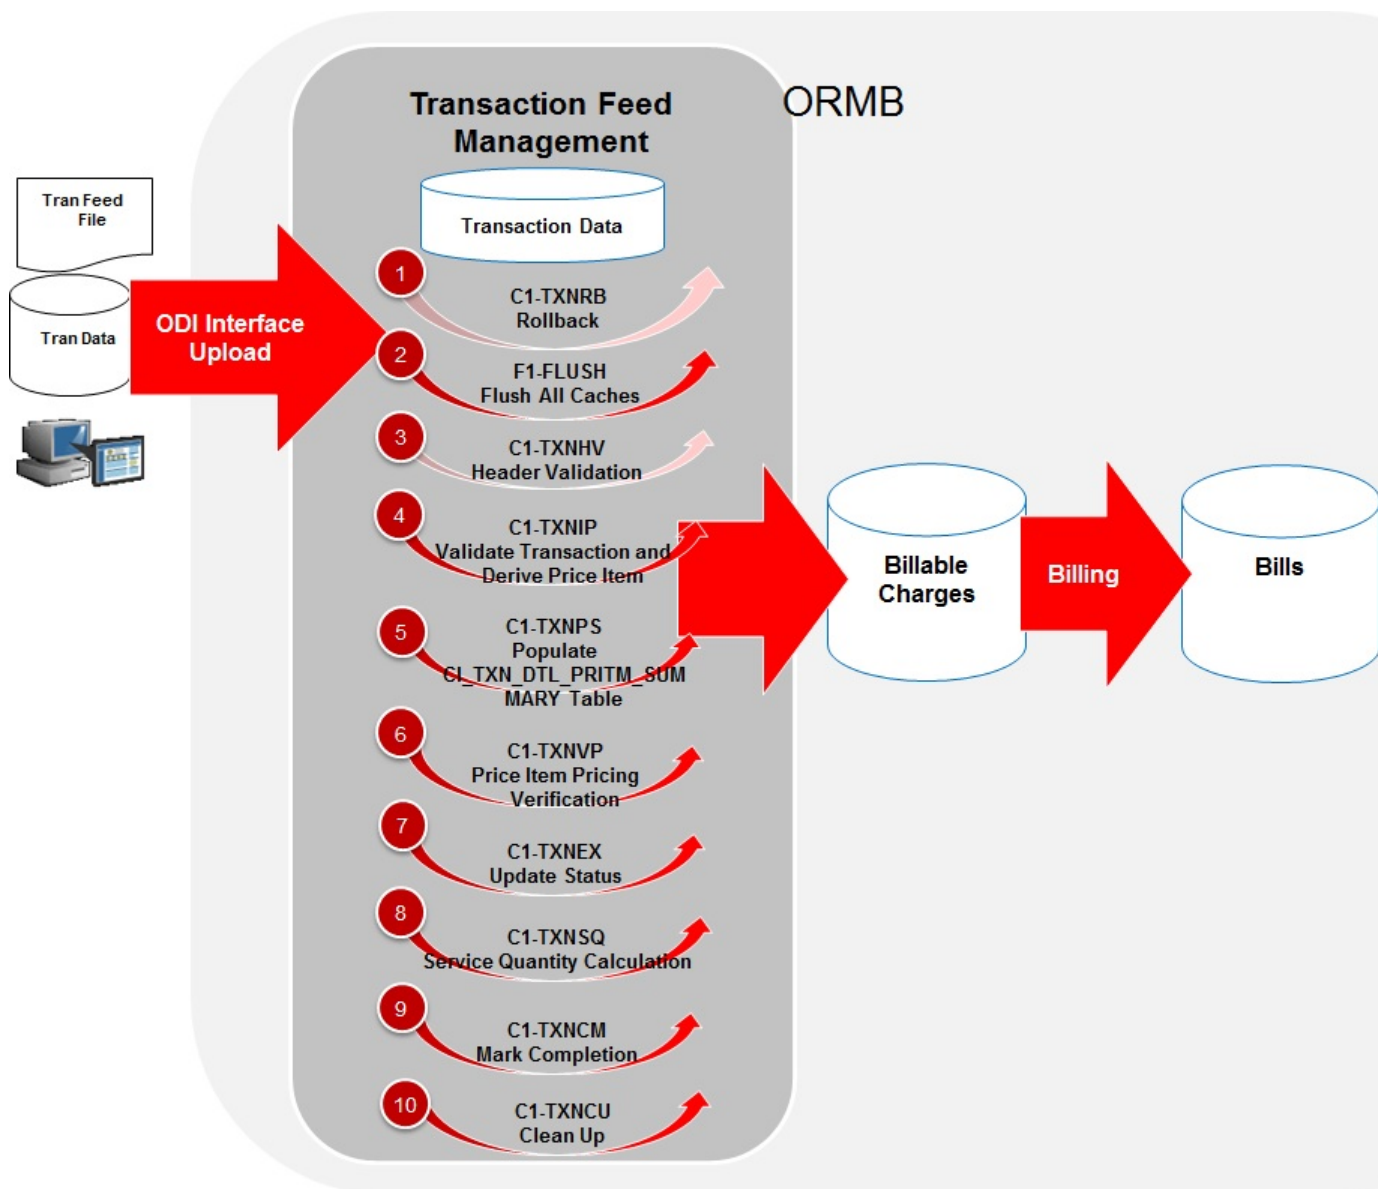 Transaction Feed
Management
ORMB
Tran Feed
File
Tran Data
ODI Interface
Upload
Transaction Data
1
C1-TXNRB
Rollback
2
F1-FLUSH
Flush All Caches
3
C1-TXNHV
Header Validation
4
C1-TXNIP
Validate Transaction and
Derive Price Item
5
C1-TXNPS
Populate
CI_TXN_DTL_PRITM_SUM
MARY Table
6
C1-TXNVP
Price Item Pricing
Verification
7
C1-TXNEX
Update Status
8
C1-TXNSQ
Service Quantity Calculation
9
C1-TXNCM
Mark Completion
10
C1-TXNCU
Clean Up
Billable
Charges
Billing
Bills